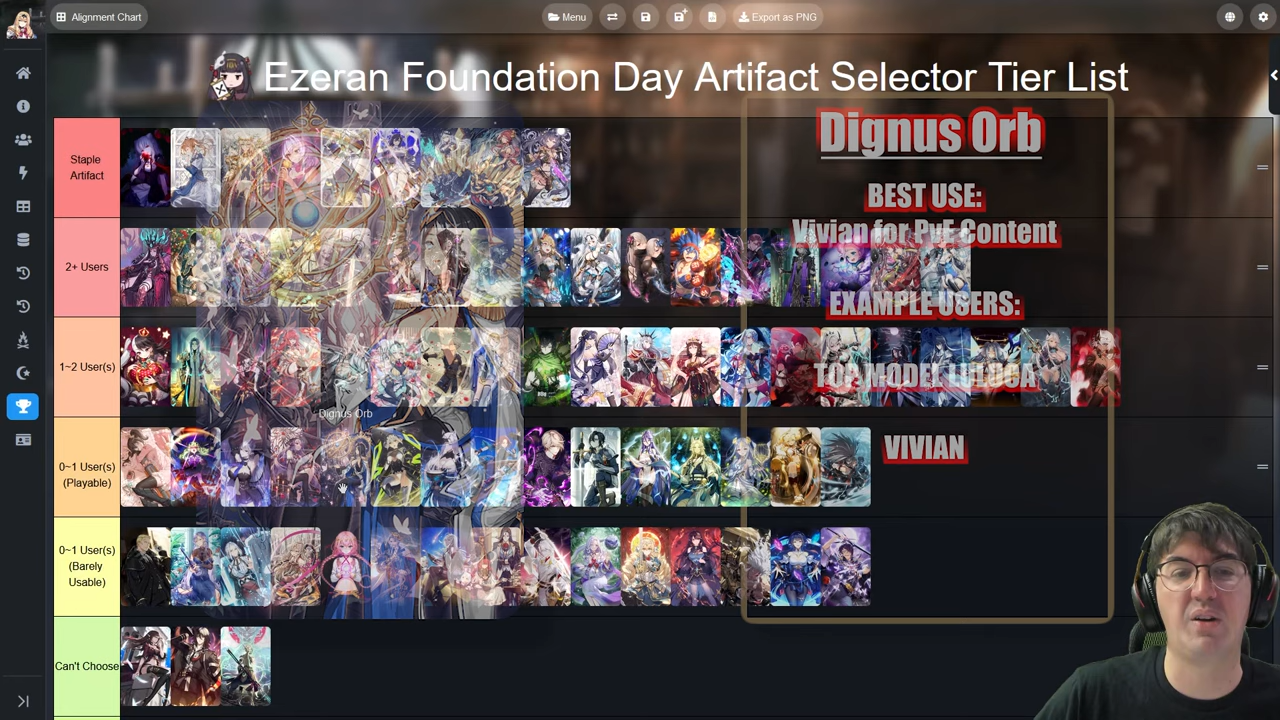 Alignment Chart
Menu
Export as PNG
Ezeran Foundation Day Artifact Selector Tier List
Dignus Orb
BEST USE:
Vivian for PvE Content
EXAMPLE USERS:
TOP MODEL LULUCA
VIVIAN
Staple
Artifact
2+ Users
1~2 User(s)
Dignus Orb
0~1 User(s)
(Playable)
0~1 User(s)
(Barely
Usable)
Can't Choose